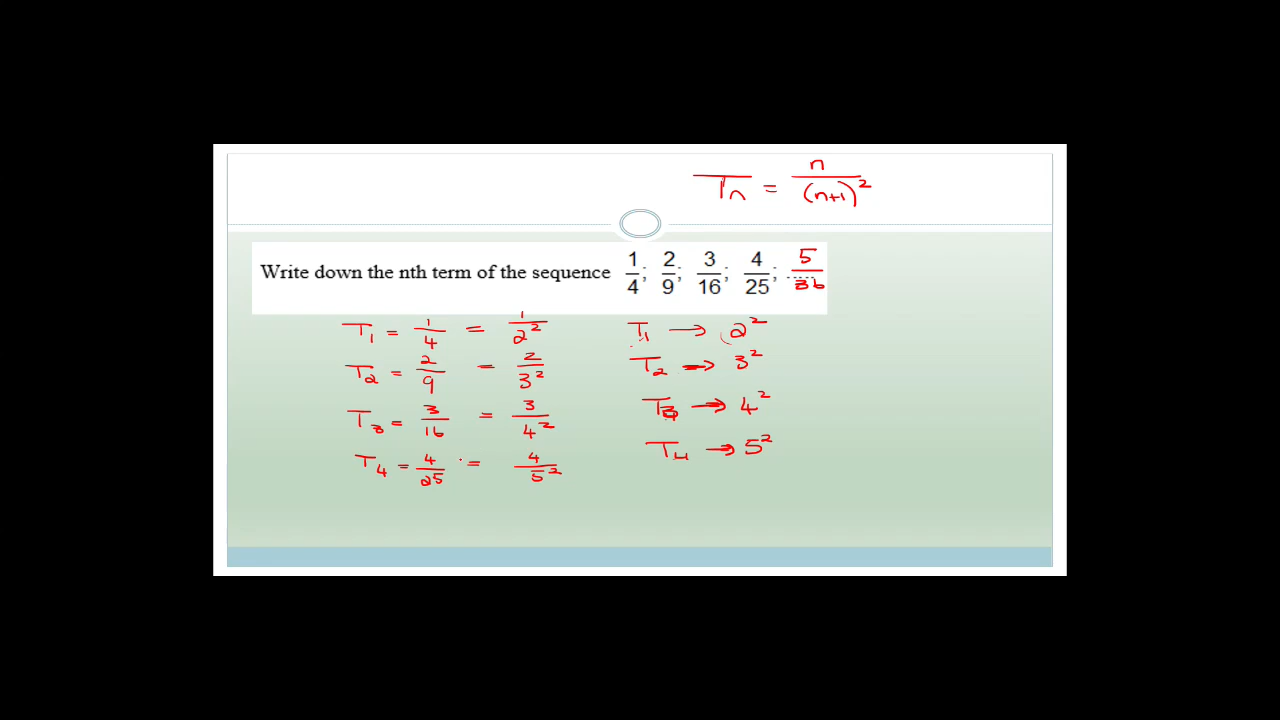 Tn = n/(n+1)²
Write down the nth term of the sequence 1/4; 2/9; 3/16; 4/25; ..... 5/36
T1 = 1/4 = 1/2² T1 → 2²
T2 = 2/9 = 2/3² T2 → 3²
T3 = 3/16 = 3/4² T3 → 4²
T4 = 4/25 = 4/5² T4 → 5²